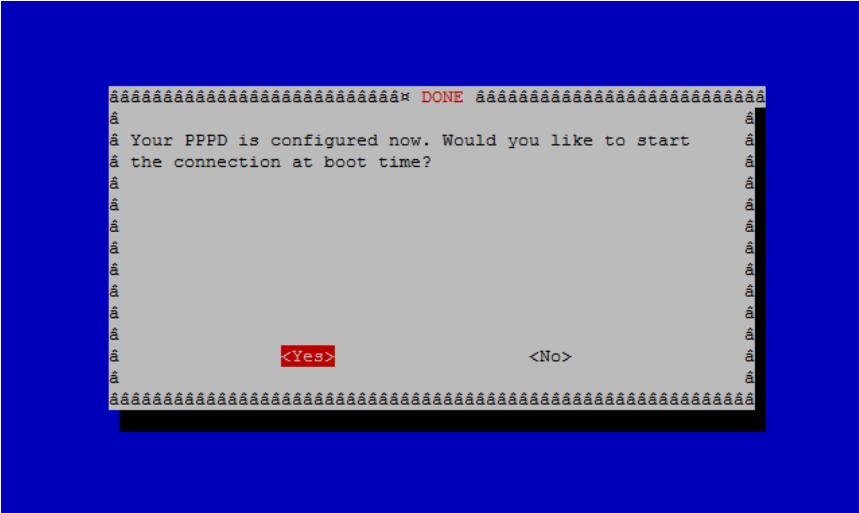 DONE
Your PPPD is configured now. Would you like to start
the connection at boot time?
<Yes> <No>